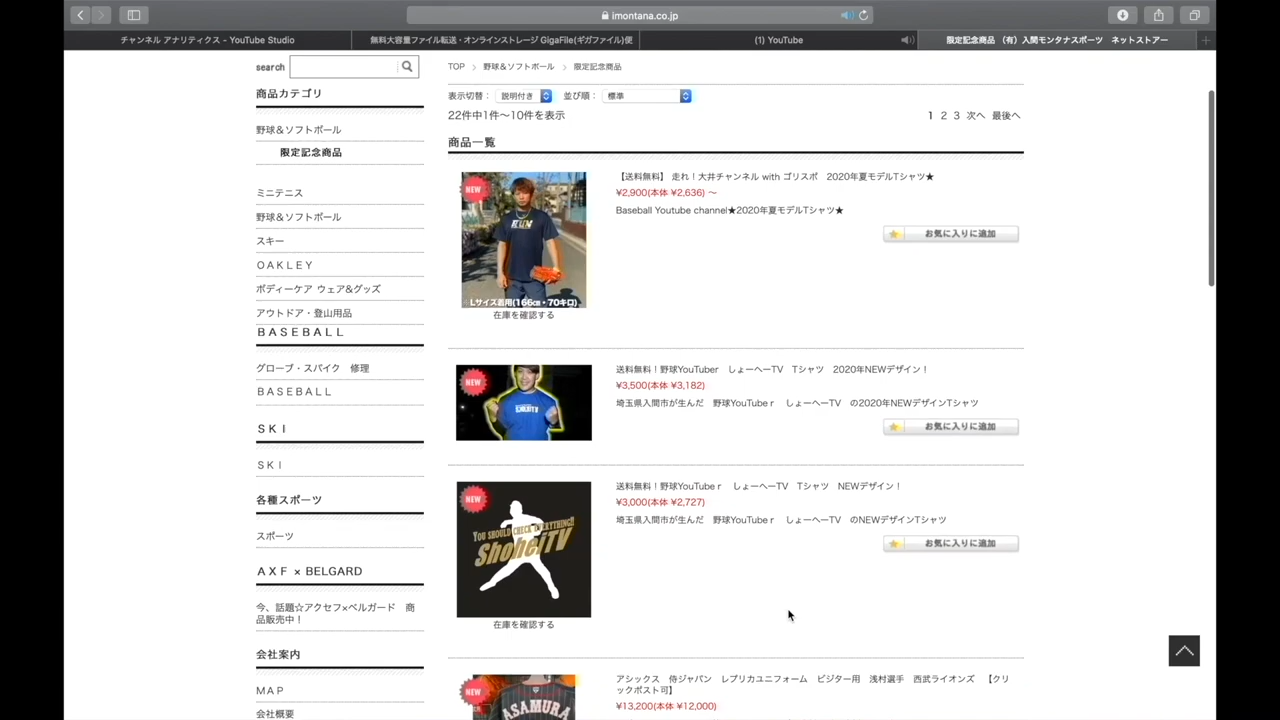 imontana.co.jp
チャンネル アナリティクス - YouTube Studio
無料大容量ファイル転送・オンラインストレージ GigaFile(ギガファイル)便
(1) YouTube
限定記念商品 （有）入間モンタナスポーツ ネットストアー
search
商品カテゴリ
野球＆ソフトボール
限定記念商品
ミニテニス
野球＆ソフトボール
スキー
ＯＡＫＬＥＹ
ボディーケア ウェア&グッズ
アウトドア・登山用品
ＢＡＳＥＢＡＬＬ
グローブ・スパイク　修理
ＢＡＳＥＢＡＬＬ
ＳＫＩ
ＳＫＩ
各種スポーツ
スポーツ
ＡＸＦ × BELGARD
今、話題☆アクセフ×ベルガード　商
品販売中！
会社案内
ＭＡＰ
会社概要
TOP > 野球＆ソフトボール > 限定記念商品
表示切替： 説明付き 並び順： 標準
22件中1件〜10件を表示
1 2 3 次へ 最後へ
商品一覧
NEW
RUN
Lサイズ着用(166㎝・70キロ)
在庫を確認する
【送料無料】 走れ！大井チャンネル with ゴリスポ　2020年夏モデルTシャツ★
¥2,900(本体 ¥2,636) 〜
Baseball Youtube channel★2020年夏モデルTシャツ★
お気に入りに追加
NEW
SHOHEITV
送料無料！野球YouTuber　しょーへーTV　Tシャツ　2020年NEWデザイン！
¥3,500(本体 ¥3,182)
埼玉県入間市が生んだ　野球YouTubeｒ　しょーへーTV　の2020年NEWデザインTシャツ
お気に入りに追加
NEW
YOU SHOULD CHECK EVERYTHING!!
ShoheiTV
在庫を確認する
送料無料！野球YouTubeｒ　しょーへーTV　Tシャツ　NEWデザイン！
¥3,000(本体 ¥2,727)
埼玉県入間市が生んだ　野球YouTubeｒ　しょーへーTV　のNEWデザインTシャツ
お気に入りに追加
NEW
ASAMURA
アシックス　侍ジャパン　レプリカユニフォーム　ビジター用　浅村選手　西武ライオンズ　【クリ
ックポスト可】
¥13,200(本体 ¥12,000)